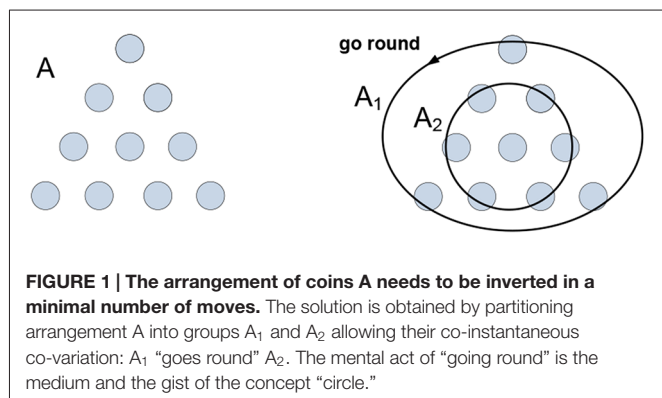 A
go round
A₁
A₂
FIGURE 1 | The arrangement of coins A needs to be inverted in a
minimal number of moves. The solution is obtained by partitioning
arrangement A into groups A₁ and A₂ allowing their co-instantaneous
co-variation: A₁ “goes round” A₂. The mental act of “going round” is the
medium and the gist of the concept “circle.”